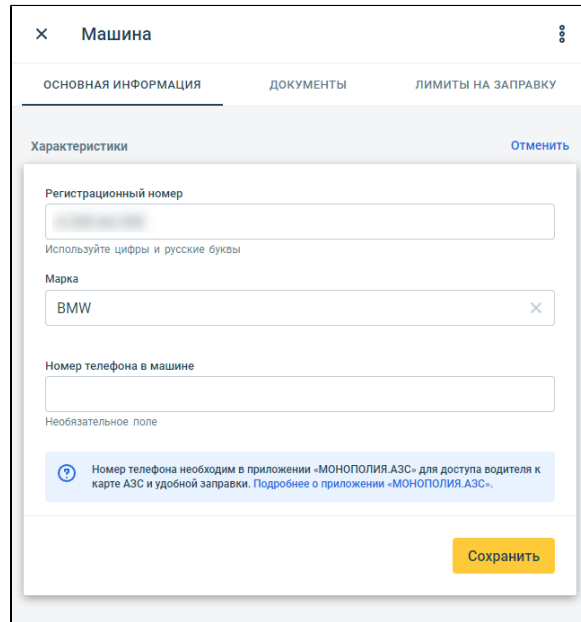 Машина
ОСНОВНАЯ ИНФОРМАЦИЯ
ДОКУМЕНТЫ
ЛИМИТЫ НА ЗАПРАВКУ
Характеристики
Отменить
Регистрационный номер
Используйте цифры и русские буквы
Марка
BMW
Номер телефона в машине
Необязательное поле
Номер телефона необходим в приложении «МОНОПОЛИЯ.АЗС» для доступа водителя к
карте АЗС и удобной заправки. Подробнее о приложении «МОНОПОЛИЯ.АЗС».
Сохранить